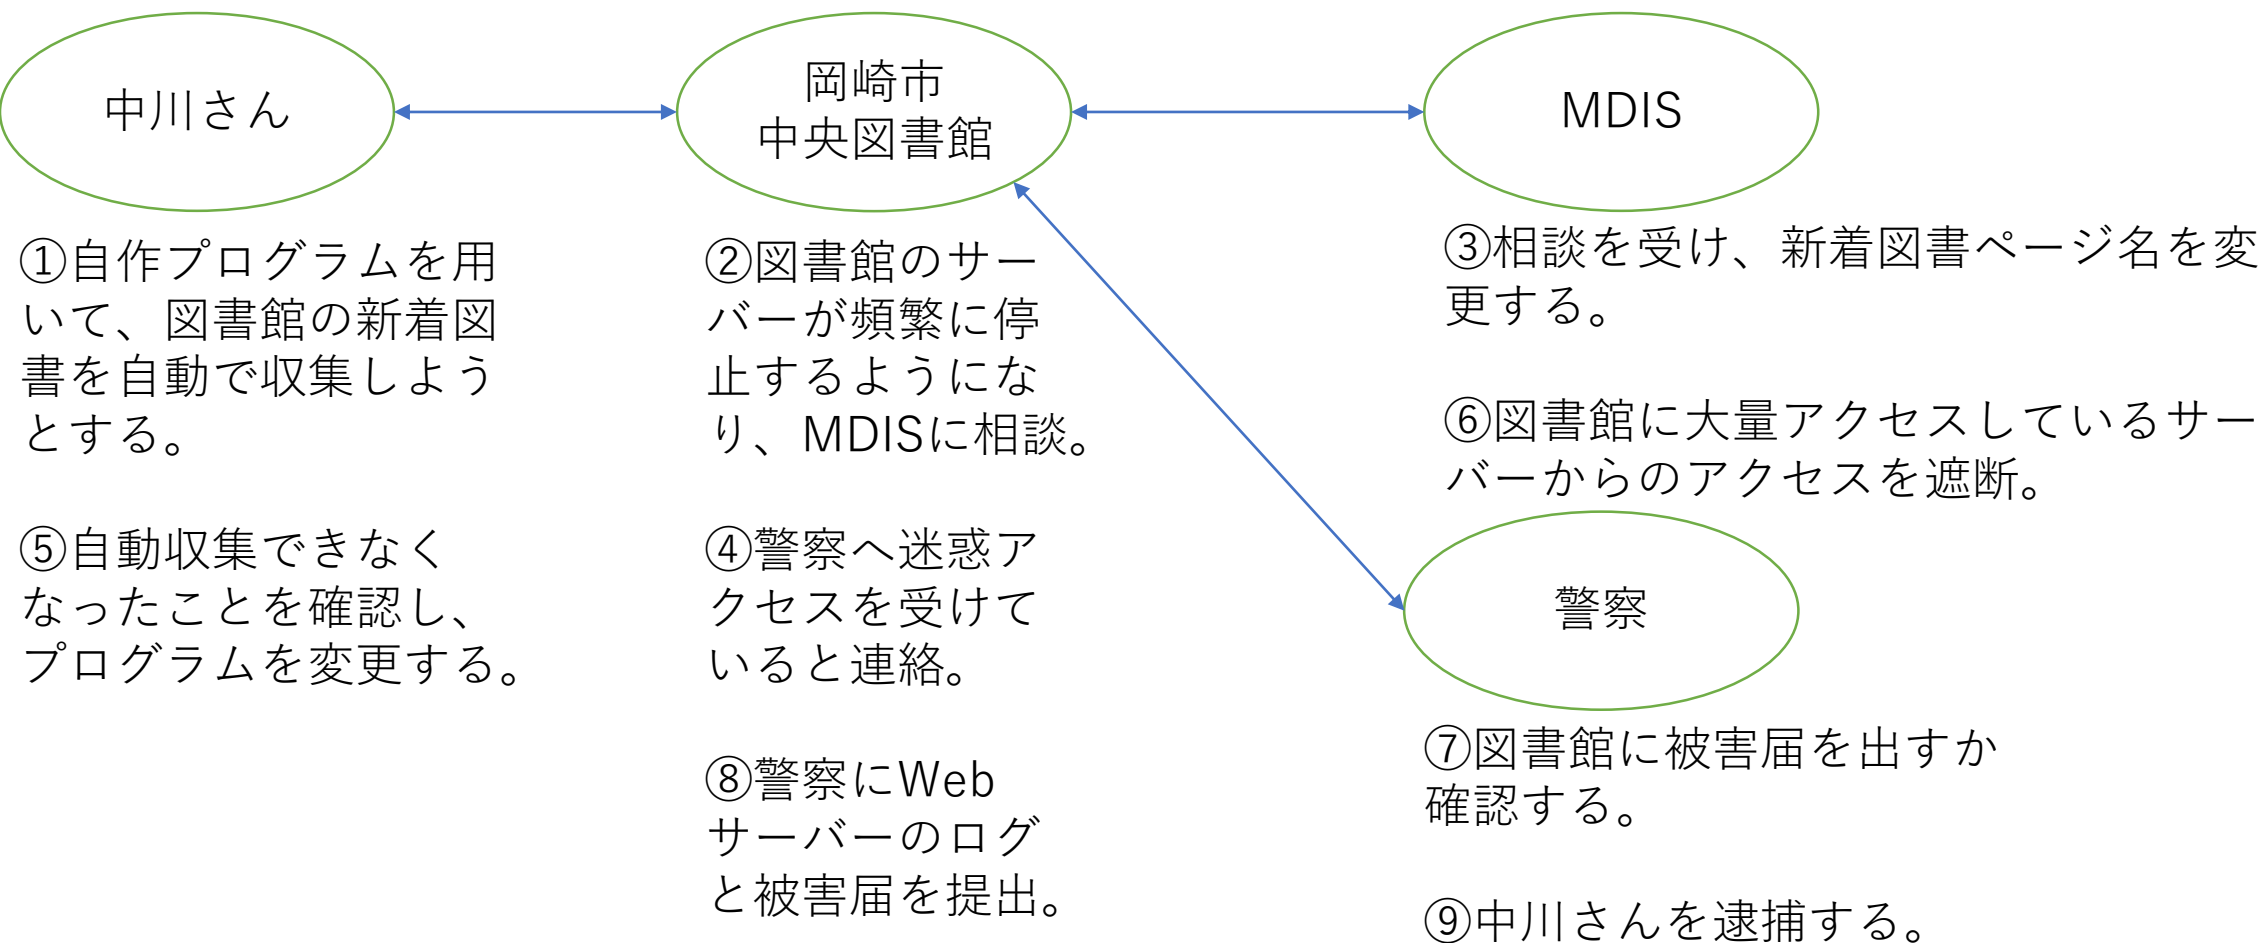 中川さん
岡崎市
中央図書館
MDIS
①自作プログラムを用
いて、図書館の新着図
書を自動で収集しよう
とする。
⑤自動収集できなく
なったことを確認し、
プログラムを変更する。
②図書館のサー
バーが頻繁に停
止するようにな
り、MDISに相談。
④警察へ迷惑ア
クセスを受けて
いると連絡。
⑧警察にWeb
サーバーのログ
と被害届を提出。
③相談を受け、新着図書ページ名を変
更する。
⑥図書館に大量アクセスしているサー
バーからのアクセスを遮断。
警察
⑦図書館に被害届を出すか
確認する。
⑨中川さんを逮捕する。